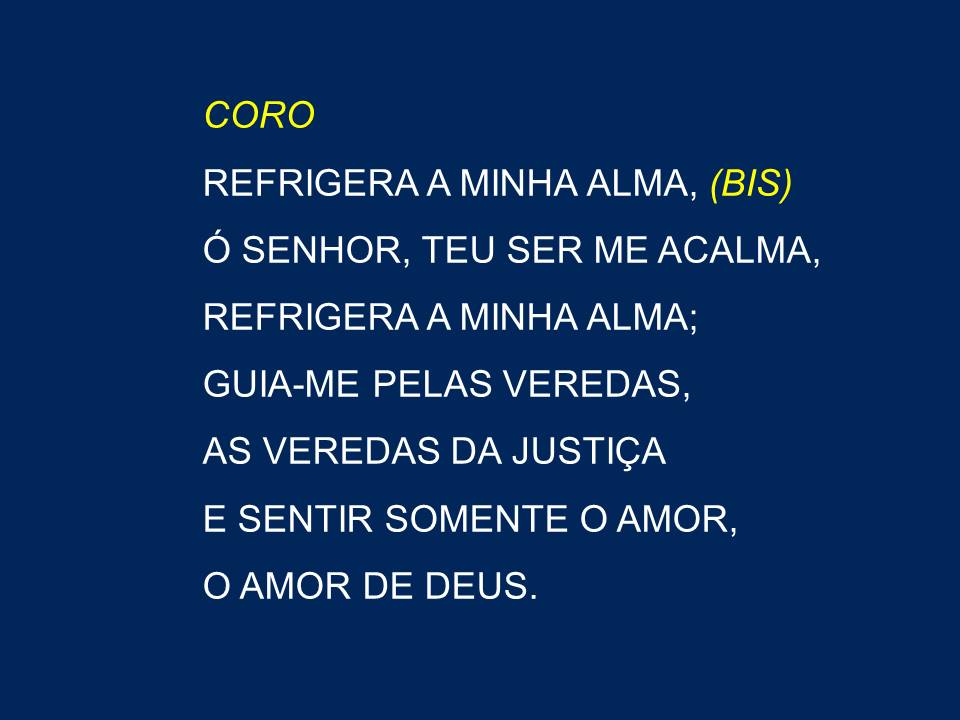 CORO
REFRIGERA A MINHA ALMA, (BIS)
Ó SENHOR, TEU SER ME ACALMA,
REFRIGERA A MINHA ALMA;
GUIA-ME PELAS VEREDAS,
AS VEREDAS DA JUSTIÇA
E SENTIR SOMENTE O AMOR,
O AMOR DE DEUS.